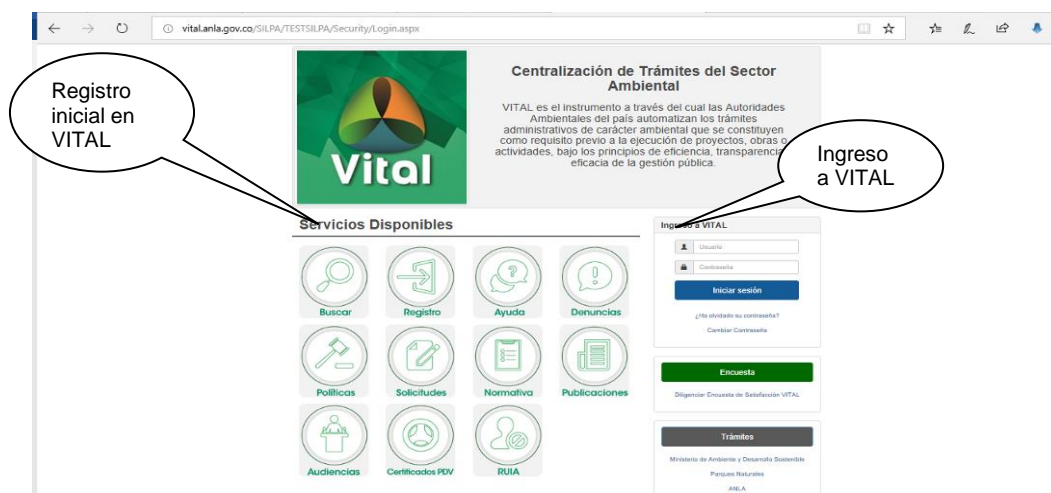 vital.anla.gov.co/SILPA/TESTSILPA/Security/Login.aspx
Registro
inicial en
VITAL
Vital
Centralización de Trámites del Sector
Ambiental
VITAL es el instrumento a través del cual las Autoridades
Ambientales del país automatizan los trámites
administrativos de carácter ambiental que se constituyen
como requisito previo a la ejecución de proyectos, obras o
actividades, bajo los principios de eficiencia, transparencia
eficacia de la gestión pública.
Ingreso
a VITAL
Servicios Disponibles
Buscar
Registro
Ayuda
Denuncias
Políticas
Solicitudes
Normativa
Publicaciones
Audiencias
Certificados PDV
RUIA
Ingreso a VITAL
Usuario
Contraseña
Iniciar sesión
¿Ha olvidado su contraseña?
Cambiar Contraseña
Encuesta
Diligenciar Encuesta de Satisfacción VITAL
Trámites
Ministerio de Ambiente y Desarrollo Sostenible
Parques Naturales
ANLA